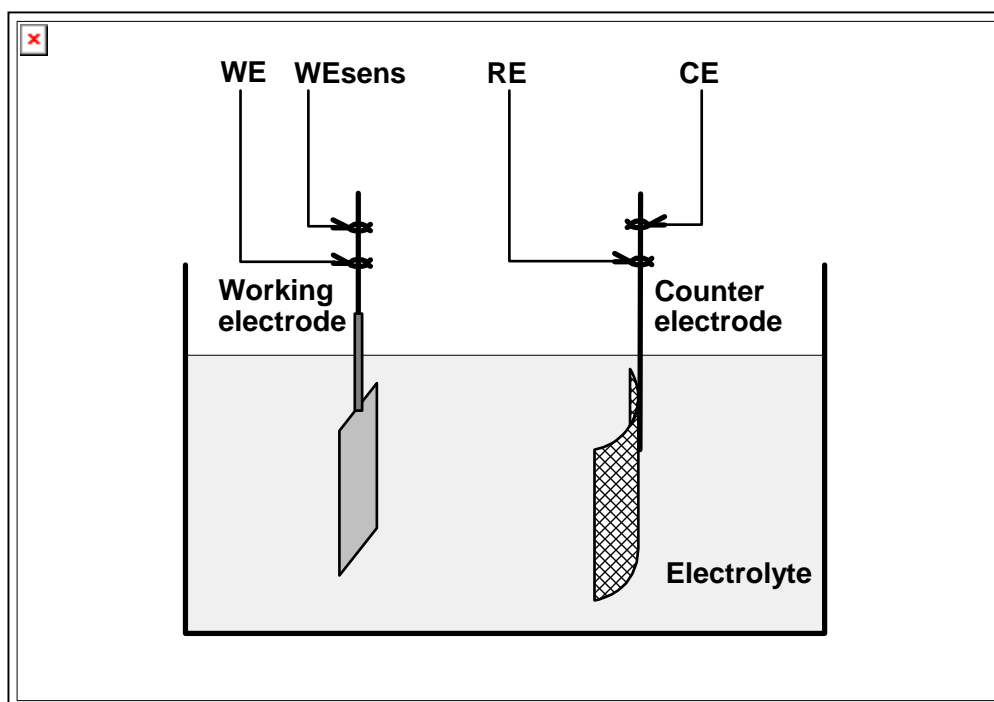 WE WEsens RE CE
Working
electrode
Counter
electrode
Electrolyte